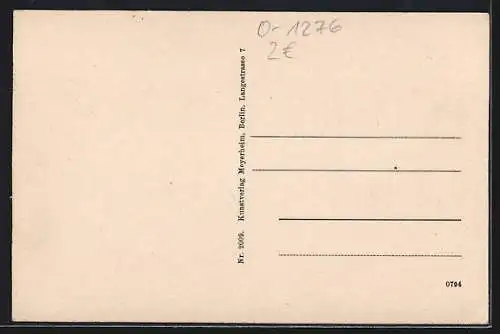 O-1276
2€
Nr. 2009. Kunstverlag Meyerheim, Berlin, Langestrasse 7
0794